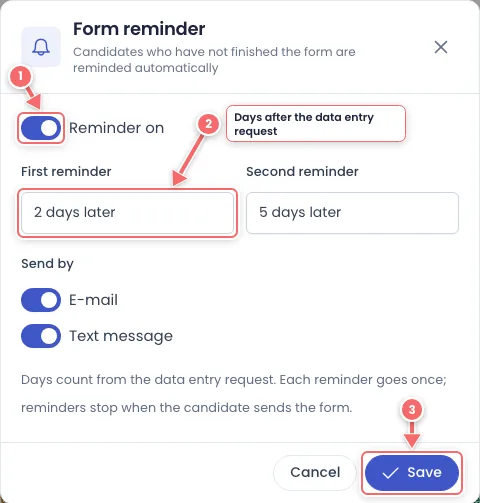 Form reminder
Candidates who have not finished the form are
reminded automatically
1
Reminder on
2
Days after the data entry
request
First reminder
Second reminder
2 days later
5 days later
Send by
E-mail
Text message
Days count from the data entry request. Each reminder goes once;
reminders stop when the candidate sends the form.
3
Cancel
Save